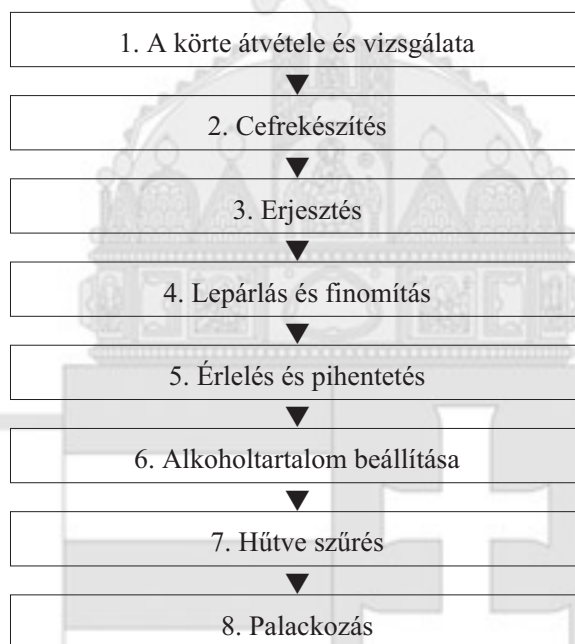 1. A körte átvétele és vizsgálata
2. Cefrekészítés
3. Erjesztés
4. Lepárlás és finomítás
5. Érlelés és pihentetés
6. Alkoholtartalom beállítása
7. Hűtve szűrés
8. Palackozás